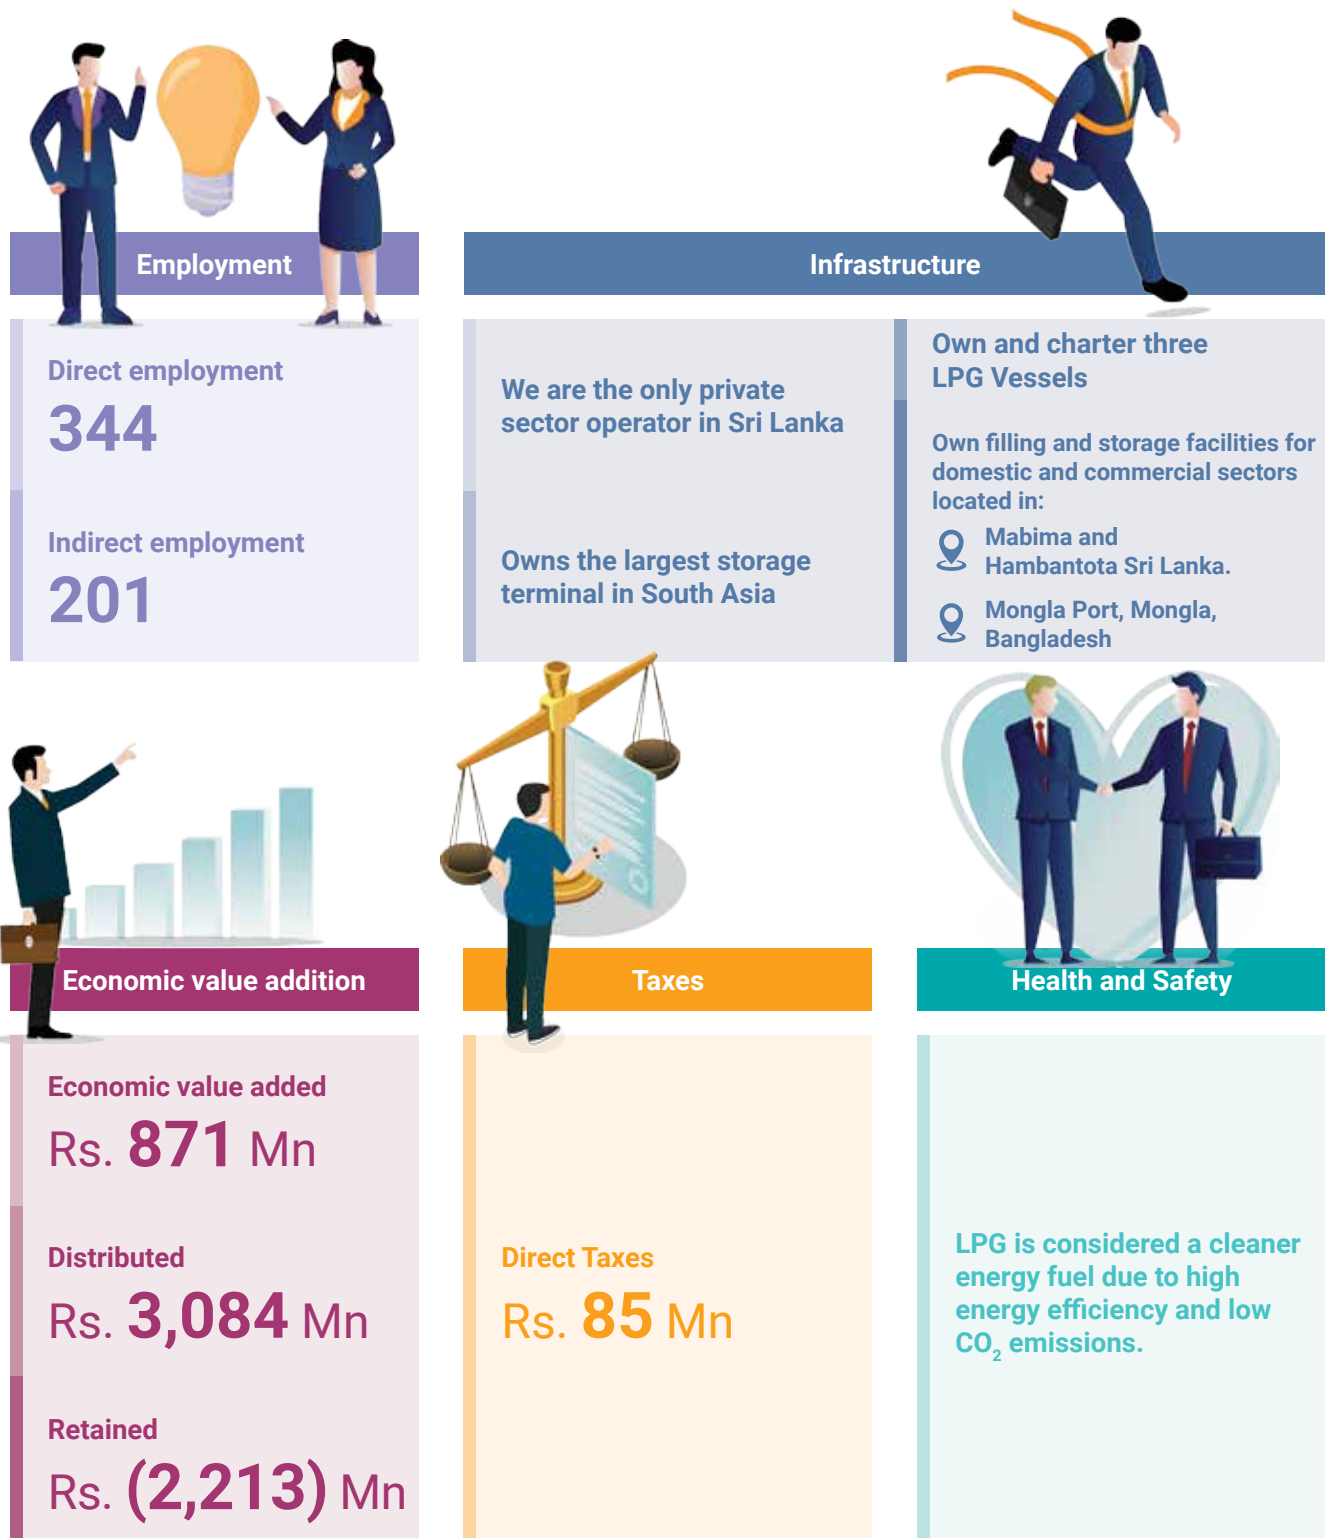 Employment
Direct employment
344
Indirect employment
201
Infrastructure
We are the only private
sector operator in Sri Lanka
Owns the largest storage
terminal in South Asia
Own and charter three
LPG Vessels
Own filling and storage facilities for
domestic and commercial sectors
located in:
Mabima and
Hambantota Sri Lanka.
Mongla Port, Mongla,
Bangladesh
Economic value addition
Economic value added
Rs. 871 Mn
Distributed
Rs. 3,084 Mn
Retained
Rs. (2,213) Mn
Taxes
Direct Taxes
Rs. 85 Mn
Health and Safety
LPG is considered a cleaner
energy fuel due to high
energy efficiency and low
CO₂ emissions.